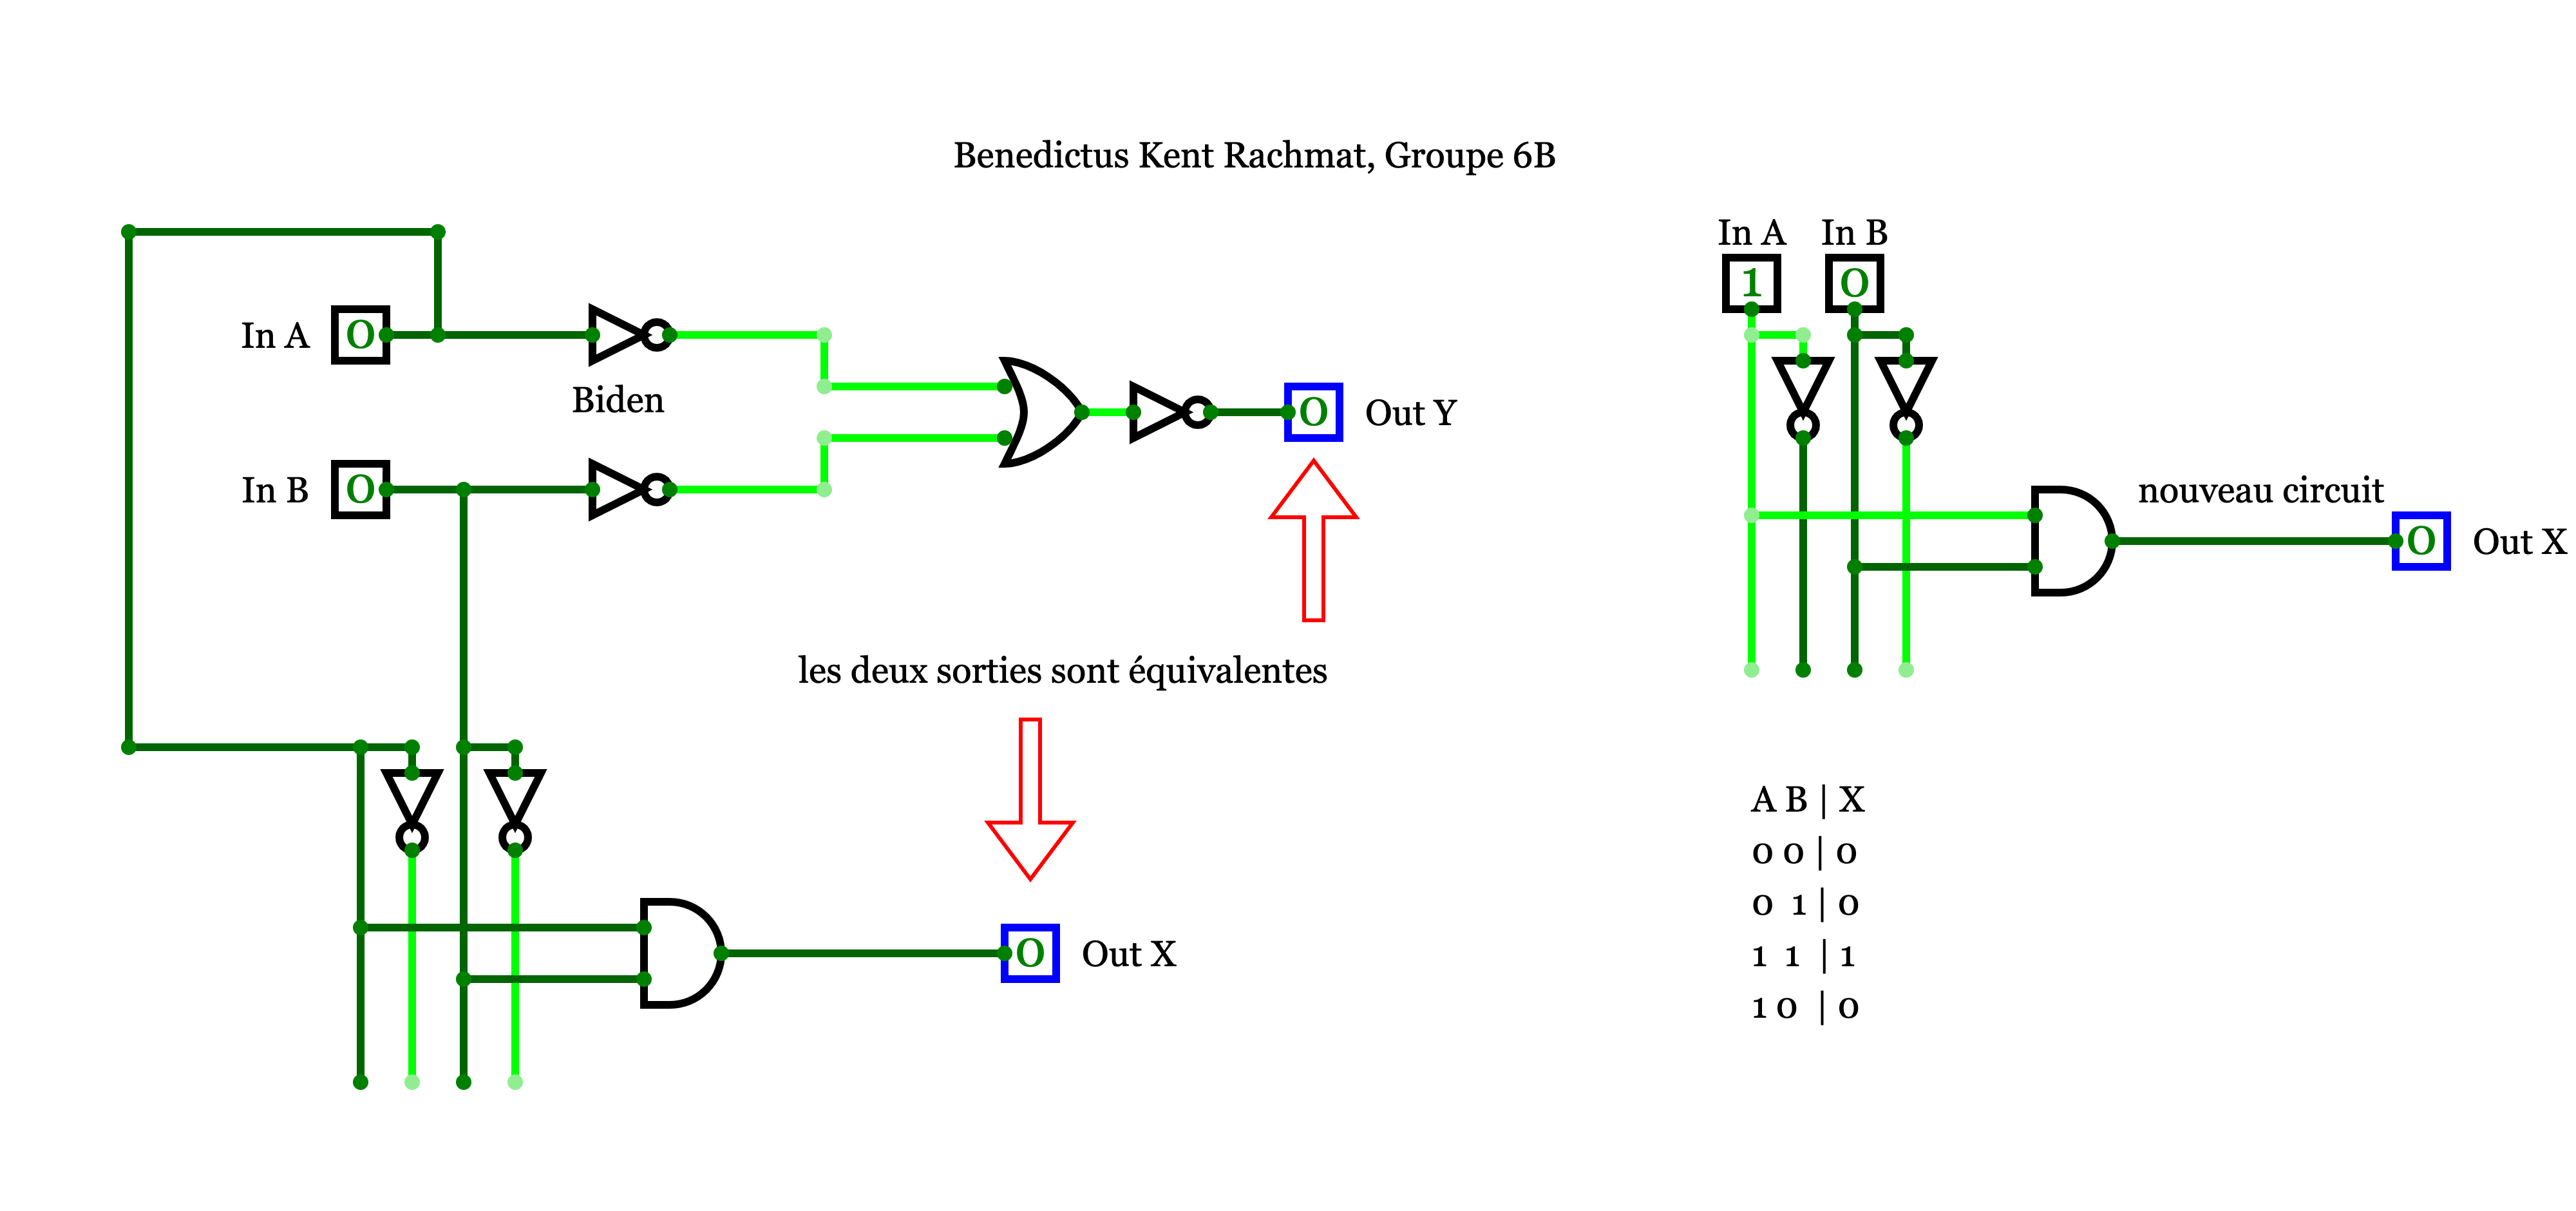 Benedictus Kent Rachmat, Groupe 6B
In A
0
Biden
In B
0
0
Out Y
les deux sorties sont équivalentes
0
Out X
In A In B
1 0
nouveau circuit
0
Out X
A B | X
0 0 | 0
0 1 | 0
1 1 | 1
1 0 | 0